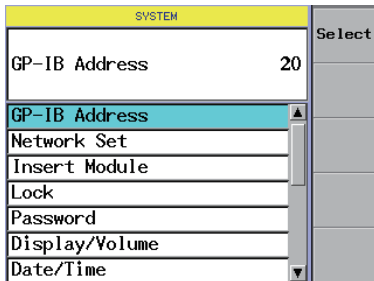 SYSTEM
Select
GP-IB Address 20
GP-IB Address
Network Set
Insert Module
Lock
Password
Display/Volume
Date/Time